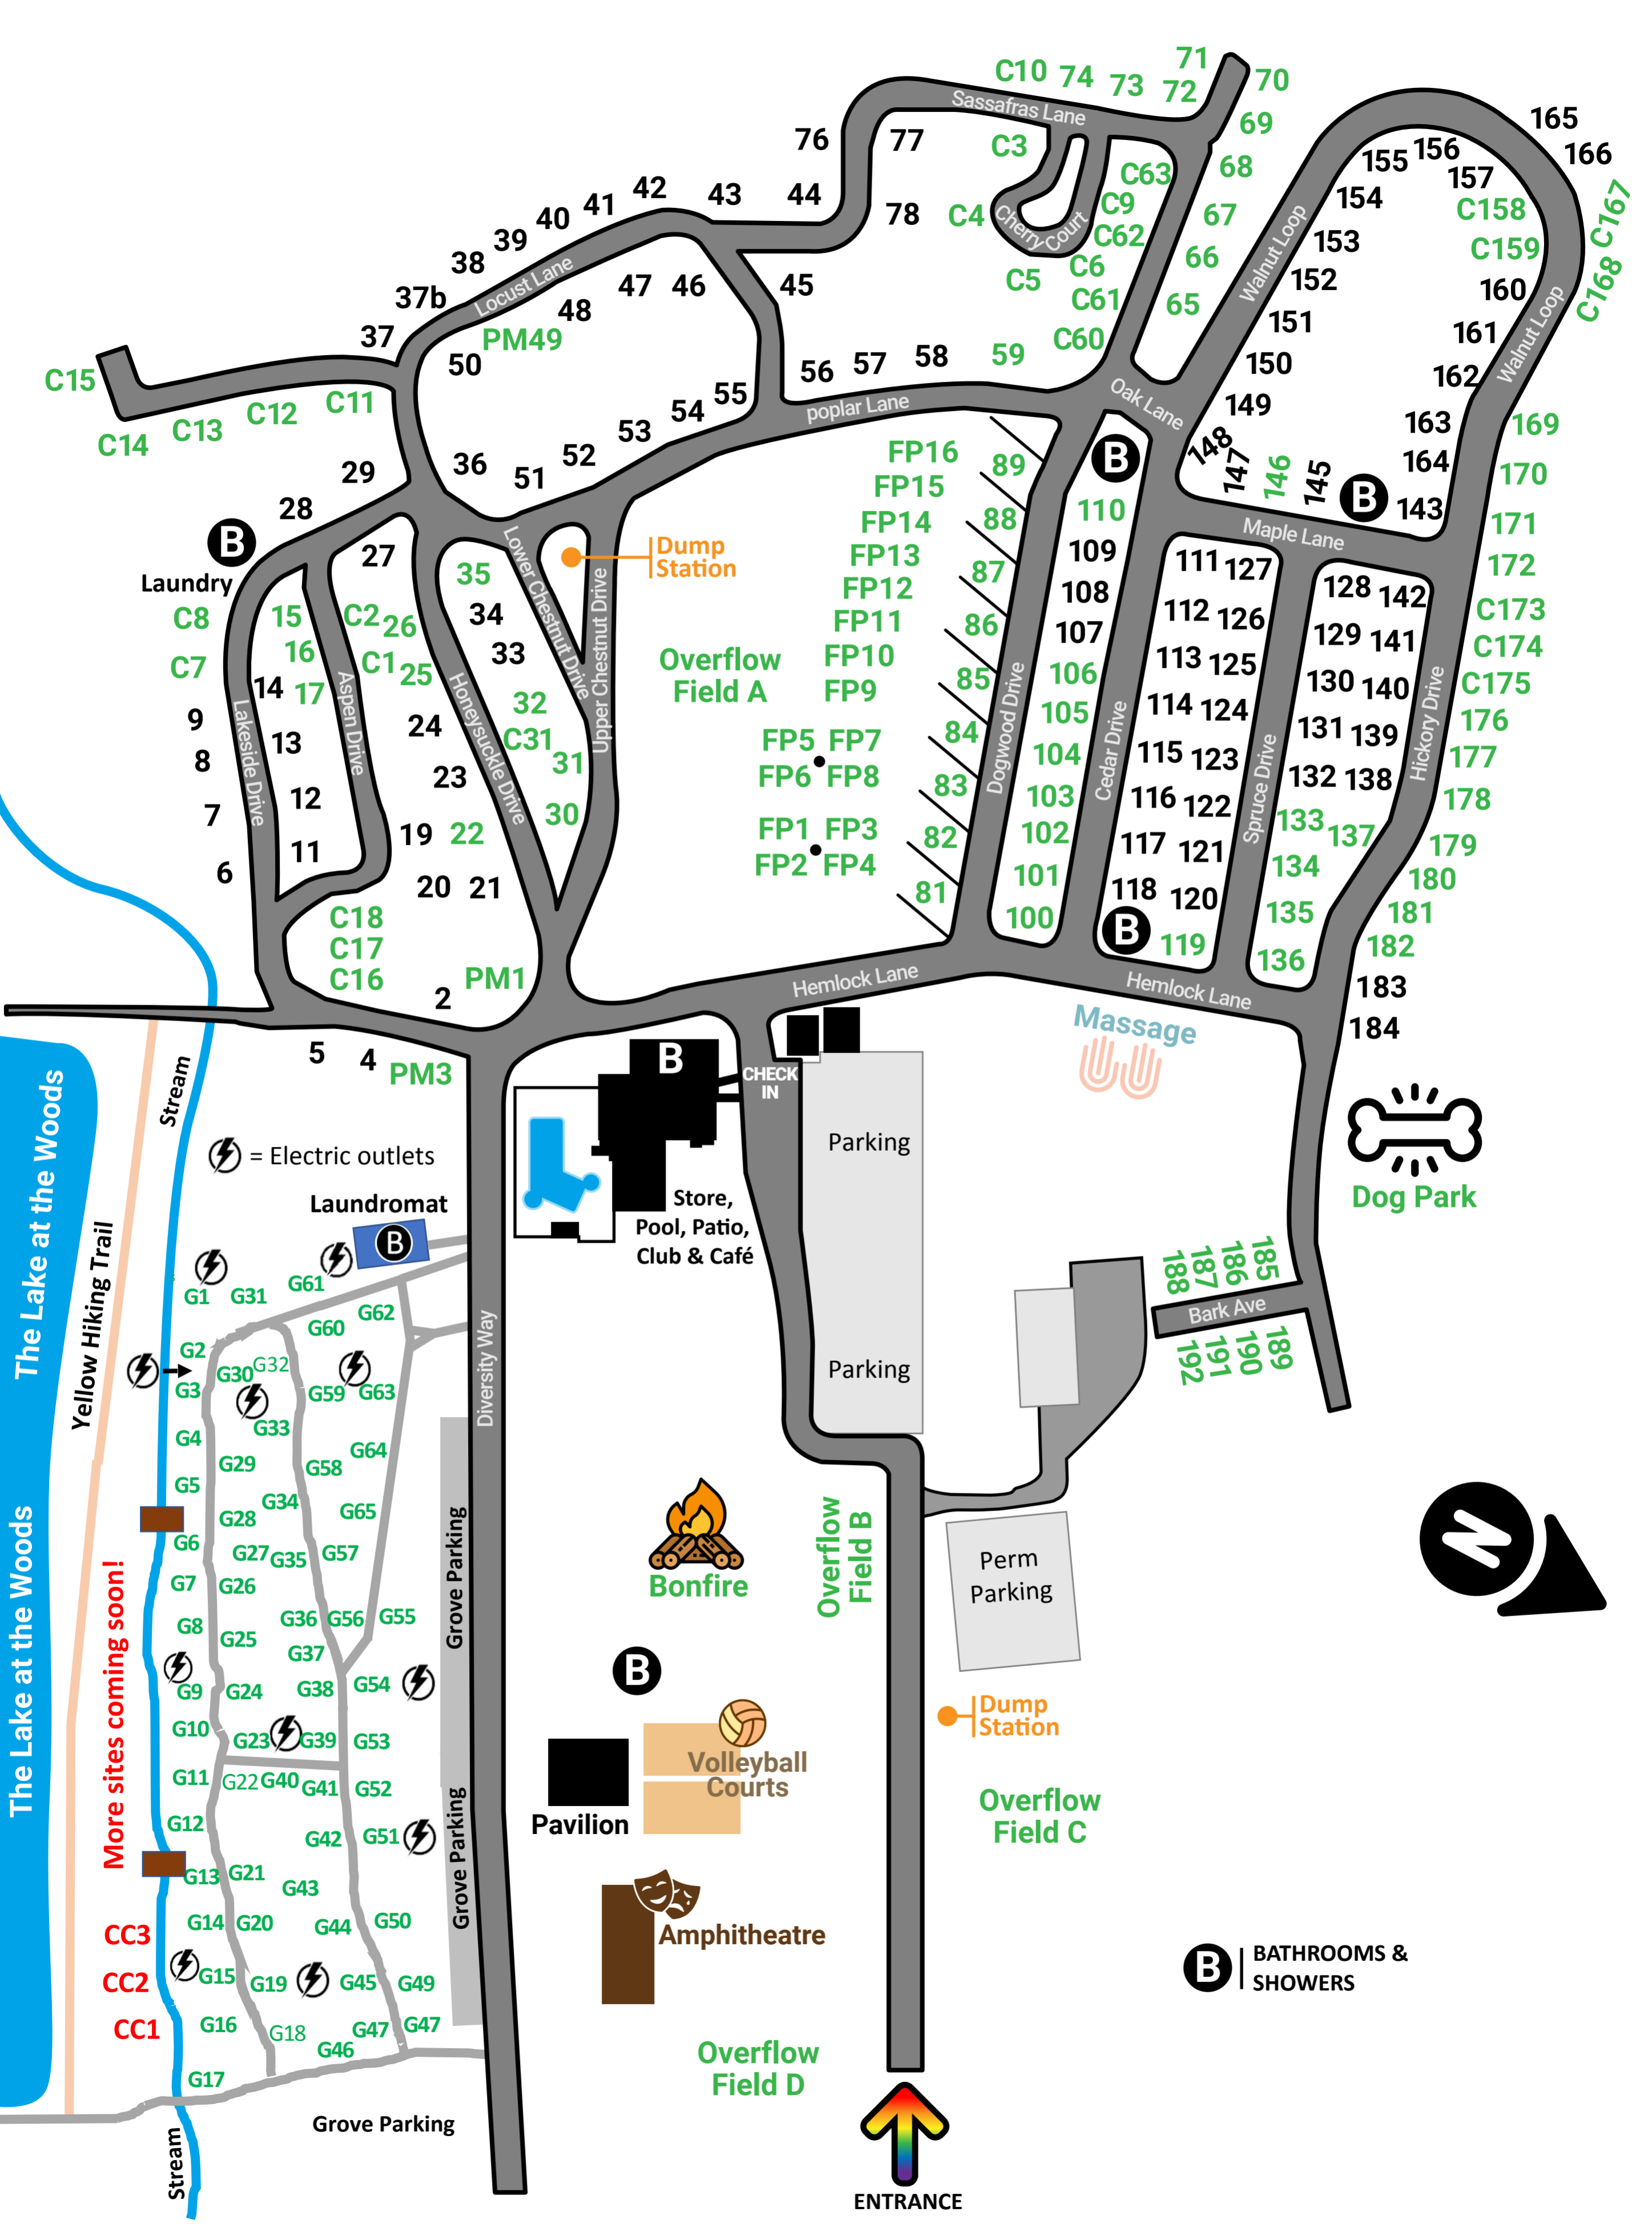 71
C10 74 73 72 70
Sassafras Lane
69
76 77 C3 C63 68
165
155 156 166
157
42 43 44 78 C4 Cherry Court C9 67
154 C158 C167
41
40 C62
39 153 C159
38 C6 66
47 46 45 C5 152 160 C168
37b Locust Lane C61 65 Walnut Loop
48 151
37 PM49 C60 161 Walnut Loop
50 56 57 58 59 150 162
C15 55 Oak Lane
C11 54 poplar Lane 149 163 169
C12
C13 53
C14 148
36 52 FP16 89 B 147 146 145 164 170
29 51 FP15 B
28 FP14 88 110 143 171
B Maple Lane
Laundry 27 35 Lower Chestnut Drive Dump
Station FP13 109 111 127 172
FP12 87 108 128 142
C8 15 C2 26 34 Upper Chestnut Drive FP11 86 107 112 126 C173
16 C1 25 33 Overflow
Field A FP10 129 141 C174
C7 14 17 FP9 85 106 113 125 130 140 C175
9 Lakeside Drive Aspen Drive 24 Honeysuckle Drive 32 105 114 124 131 139 176
13 C31 FP5 FP7 84 Dogwood Drive Cedar Drive
8 23 31 FP6 FP8 104 115 123 Spruce Drive 132 138 Hickory Drive 177
7 12 83 103 116 122 178
30 FP1 FP3 133
19 22 82 102 117 137 179
11 FP2 FP4 121 134
6 20 21 81 101 118 120 180
C18 100 B 119 135 181
C17 182
C16 PM1 136
2 Hemlock Lane Hemlock Lane 183
Massage 184
5 4 PM3 B CHECK
IN
Stream
= Electric outlets
Parking
Laundromat
B
Store,
Pool, Patio,
Club & Café
Dog Park
The Lake at the Woods
Yellow Hiking Trail
G1 G31 G61
G60 G62
G2
G30 G32
G3 G59 G63
G33
G4
G29 G58 G64
G5
G28 G34 G65
G6
G27 G35 G57
G7 G26
G8 G36 G56 G55
G25
G37
G9 G24 G38 G54
G10 G23 G39 G53
G11 G22 G40 G41 G52
G12 G42 G51
G13 G21 G43
G14 G20 G44 G50
G15 G19 G45 G49
G16 G18 G47 G47
G46
G17
Diversity Way
Grove Parking
Grove Parking
Grove Parking
The Lake at the Woods
More sites coming soon!
CC3
CC2
CC1
Stream
Parking
188 187 186 185
Bark Ave
192 191 190 189
Bonfire
Overflow
Field B
Perm
Parking
N
B
Volleyball
Courts
Pavilion
Dump
Station
Overflow
Field C
Amphitheatre
B BATHROOMS &
SHOWERS
Overflow
Field D
ENTRANCE